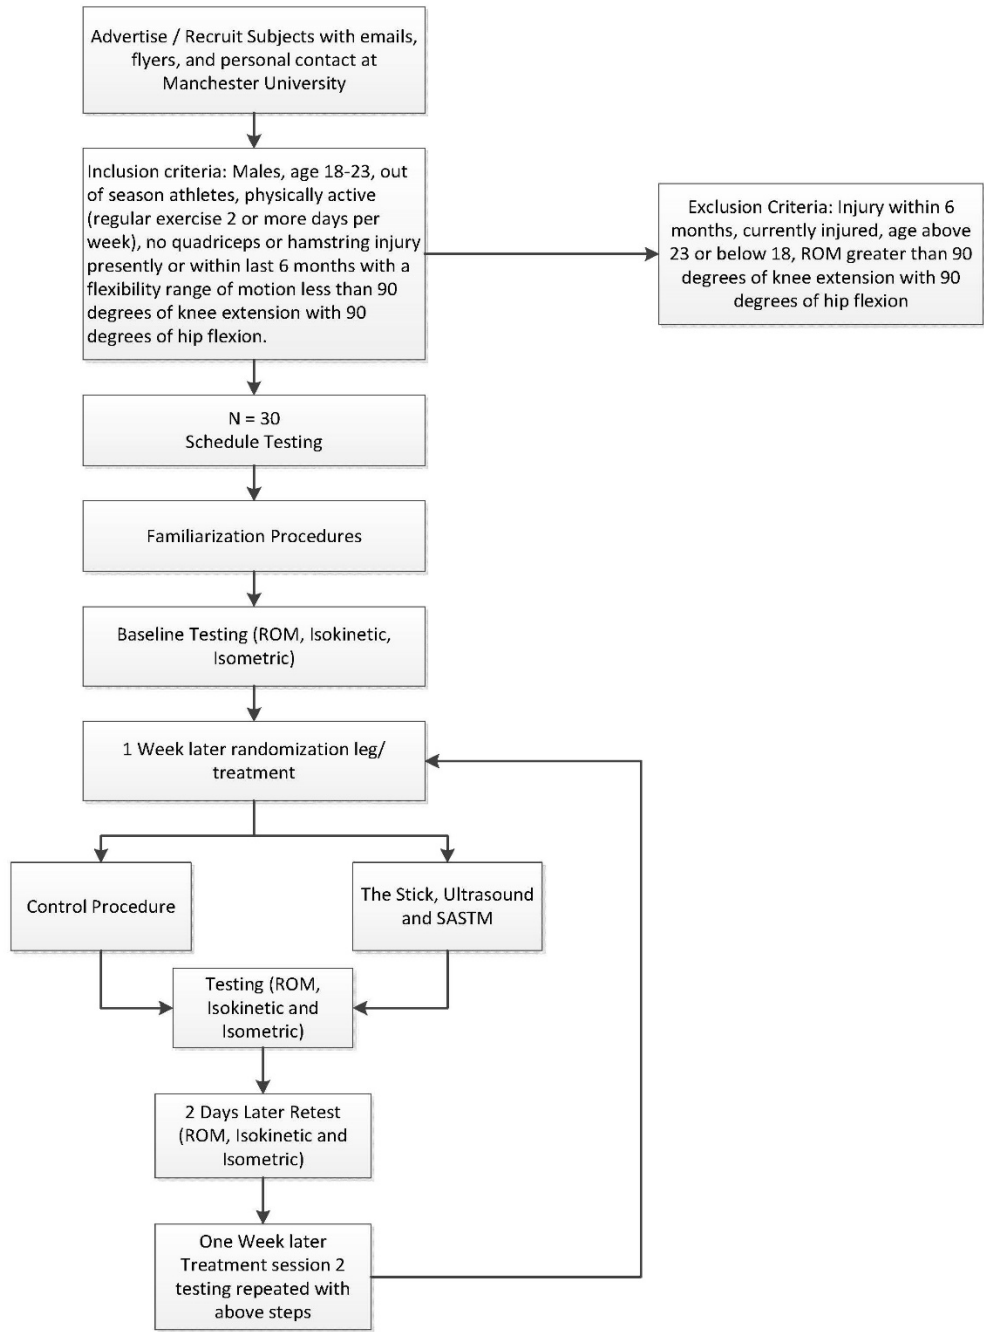 Advertise / Recruit Subjects with emails,
flyers, and personal contact at
Manchester University
Inclusion criteria: Males, age 18-23, out
of season athletes, physically active
(regular exercise 2 or more days per
week), no quadriceps or hamstring injury
presently or within last 6 months with a
flexibility range of motion less than 90
degrees of knee extension with 90
degrees of hip flexion.
Exclusion Criteria: Injury within 6
months, currently injured, age above
23 or below 18, ROM greater than 90
degrees of knee extension with 90
degrees of hip flexion
N = 30
Schedule Testing
Familiarization Procedures
Baseline Testing (ROM, Isokinetic,
Isometric)
1 Week later randomization leg/
treatment
Control Procedure
The Stick, Ultrasound
and SASTM
Testing (ROM,
Isokinetic and
Isometric)
2 Days Later Retest
(ROM, Isokinetic and
Isometric)
One Week later
Treatment session 2
testing repeated with
above steps